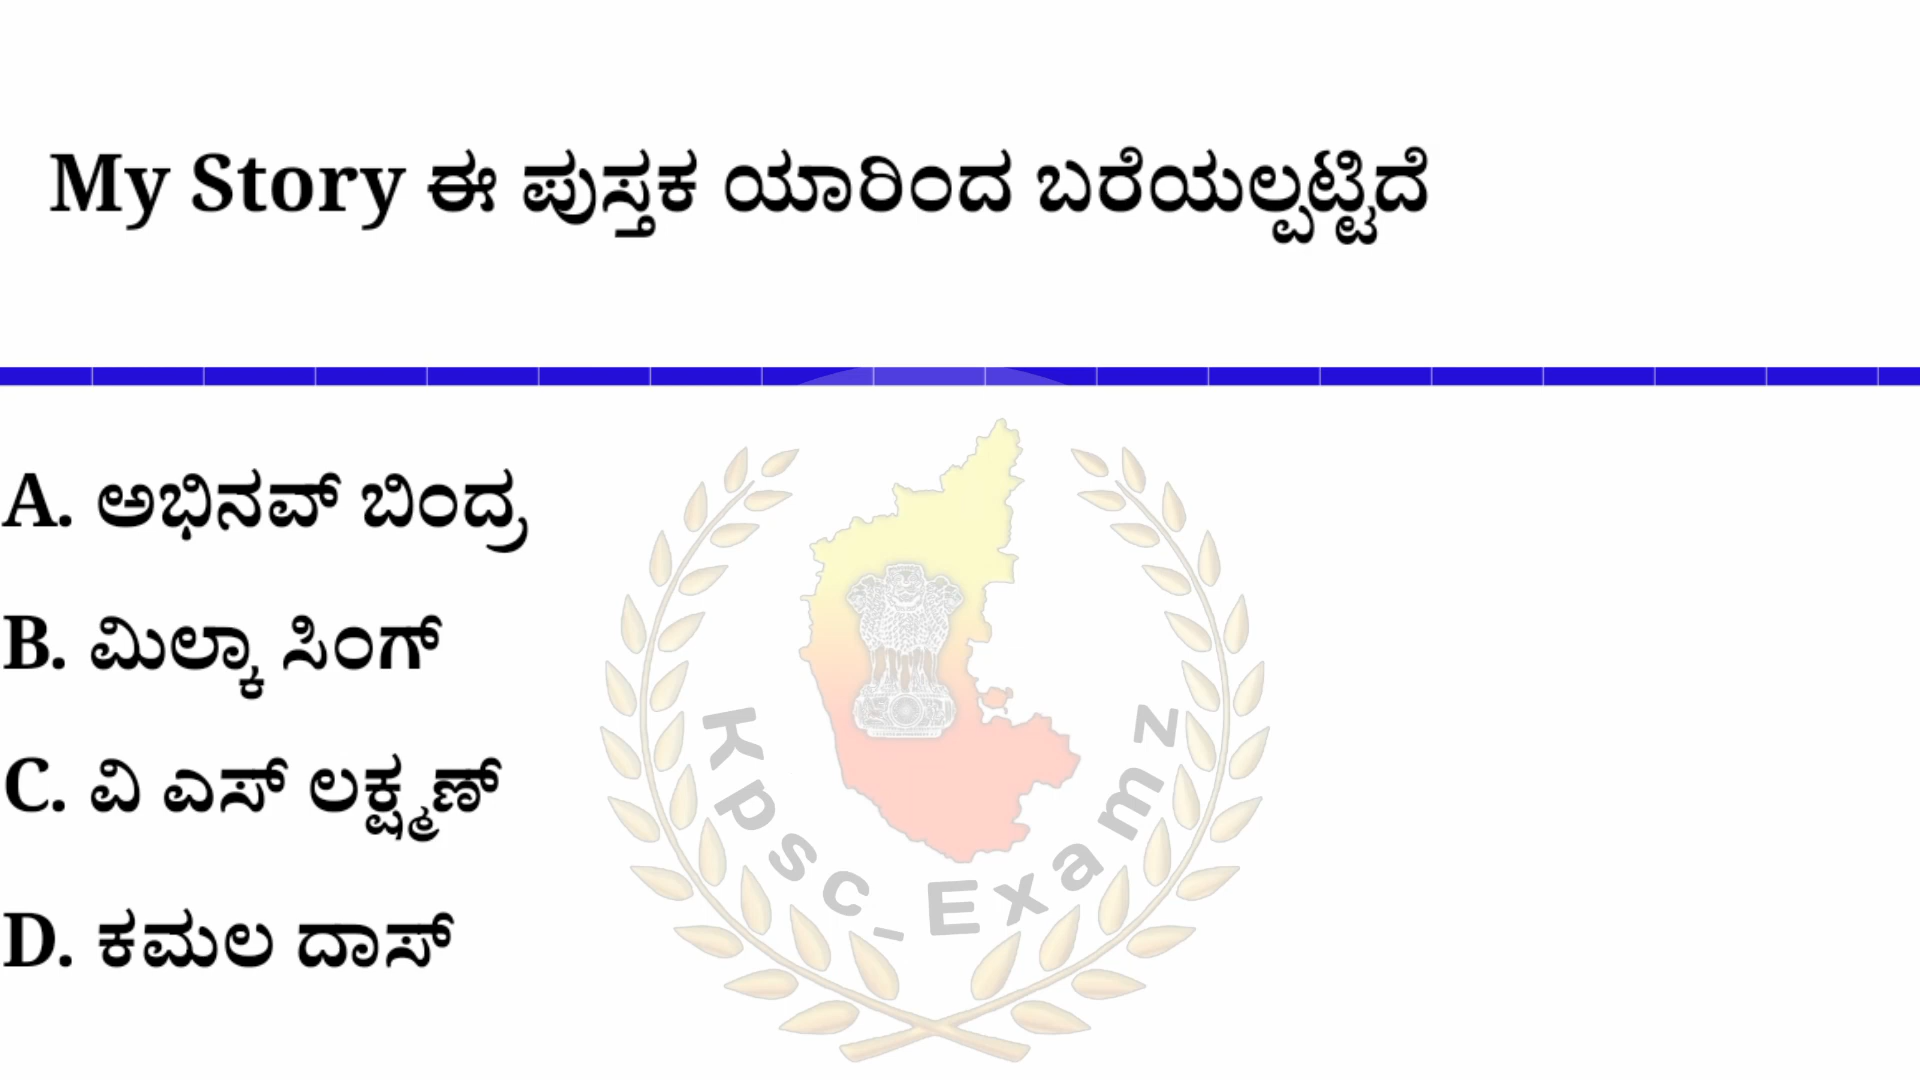 My Story ಈ ಪುಸ್ತಕ ಯಾರಿಂದ ಬರೆಯಲ್ಪಟ್ಟಿದೆ
A. ಅಭಿನವ್ ಬಿಂದ್ರ
B. ಮಿಲ್ಕಾ ಸಿಂಗ್
C. ವಿ ಎಸ್ ಲಕ್ಷ್ಮಣ್
D. ಕಮಲ ದಾಸ್
Kpsc_Examz